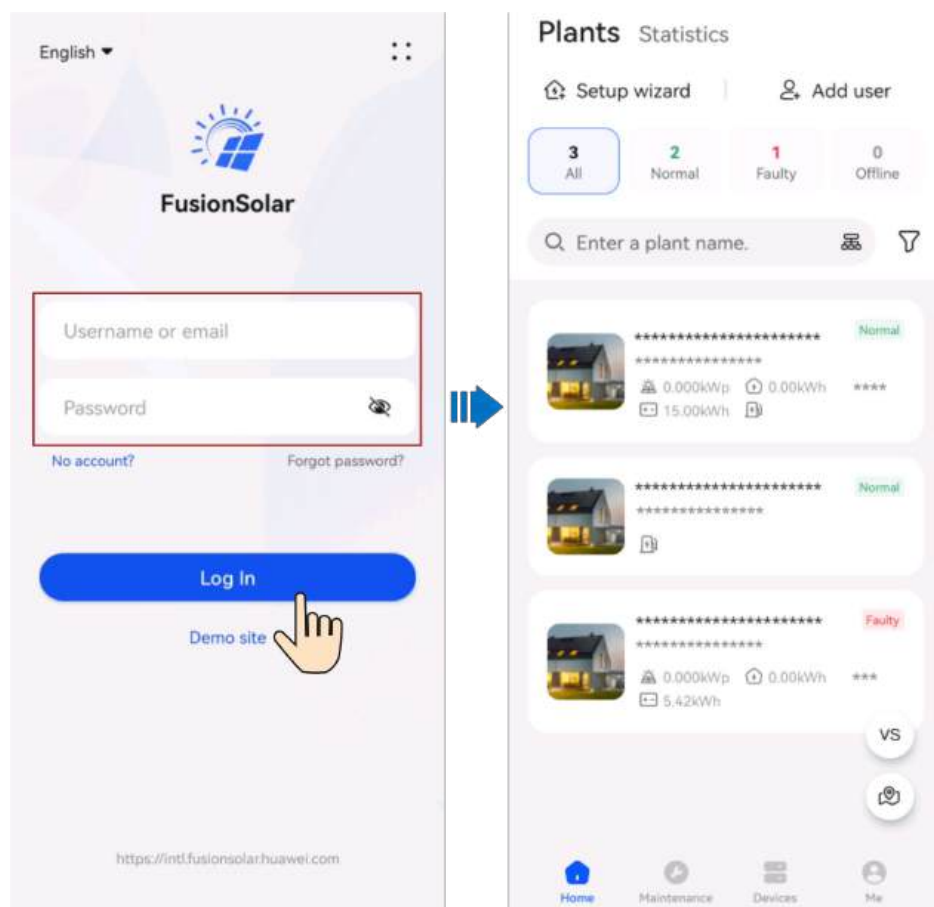 English
FusionSolar
Username or email
Password
No account? Forgot password?
Log In
Demo site
https://intl.fusionsolar.huawei.com
Plants Statistics
Setup wizard Add user
3 2 1 0
All Normal Faulty Offline
Enter a plant name.
********************** Normal
***************
0.000kWp 0.00kWh ****
15.00kWh
********************** Normal
***************
********************** Faulty
***************
0.000kWp 0.00kWh ***
5.42kWh
VS
Home Maintenance Devices Me